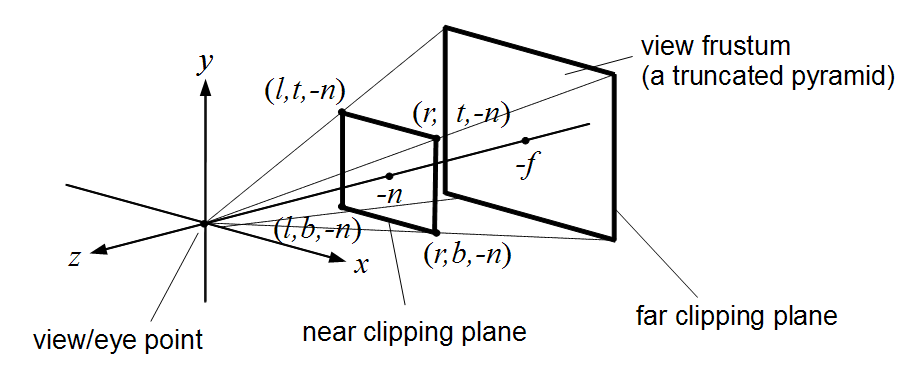 view frustum
(a truncated pyramid)
y
(l,t,-n)
(r, t,-n)
-f
-n
(l,b,-n)
(r,b,-n)
z
x
view/eye point
near clipping plane
far clipping plane